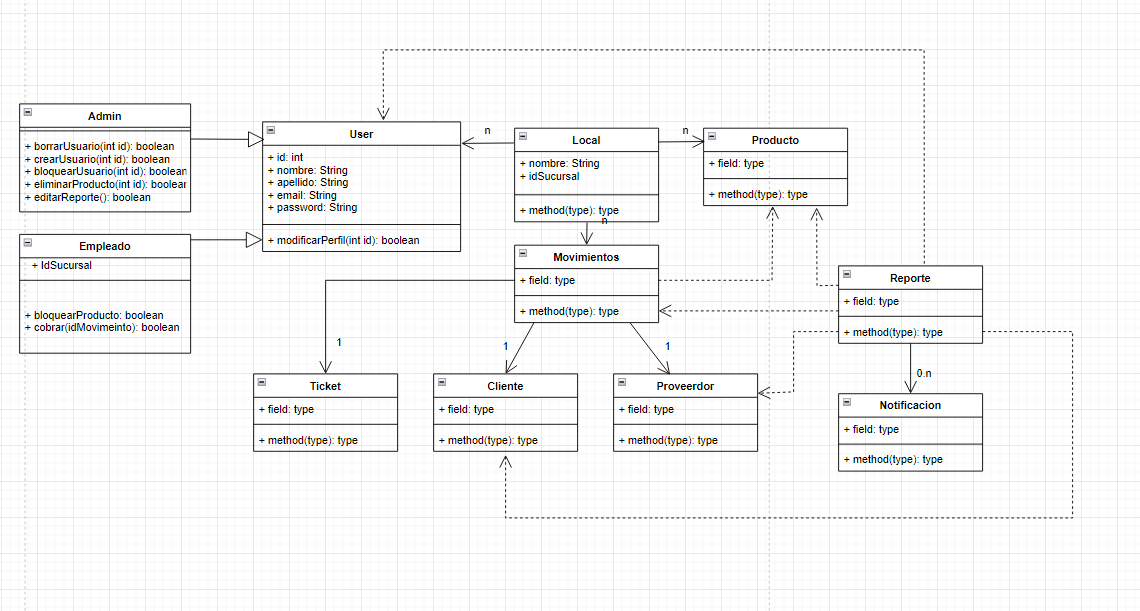 Admin
+ borrarUsuario(int id): boolean
+ crearUsuario(int id): boolean
+ bloquearUsuario(int id): boolean
+ eliminarProducto(int id): boolear
+ editarReporte(): boolean
Empleado
+ IdSucursal
+ bloquearProducto: boolean
+ cobrar(idMovimeinto): boolean
User
+ id: int
+ nombre: String
+ apellido: String
+ email: String
+ password: String
+ modificarPerfil(int id): boolean
n
Local
+ nombre: String
+ idSucursal
+ method(type): type
n
n
Producto
+ field: type
+ method(type): type
Movimientos
+ field: type
+ method(type): type
Reporte
+ field: type
+ method(type): type
1
1
1
0.n
Ticket
+ field: type
+ method(type): type
Cliente
+ field: type
+ method(type): type
Proveerdor
+ field: type
+ method(type): type
Notificacion
+ field: type
+ method(type): type